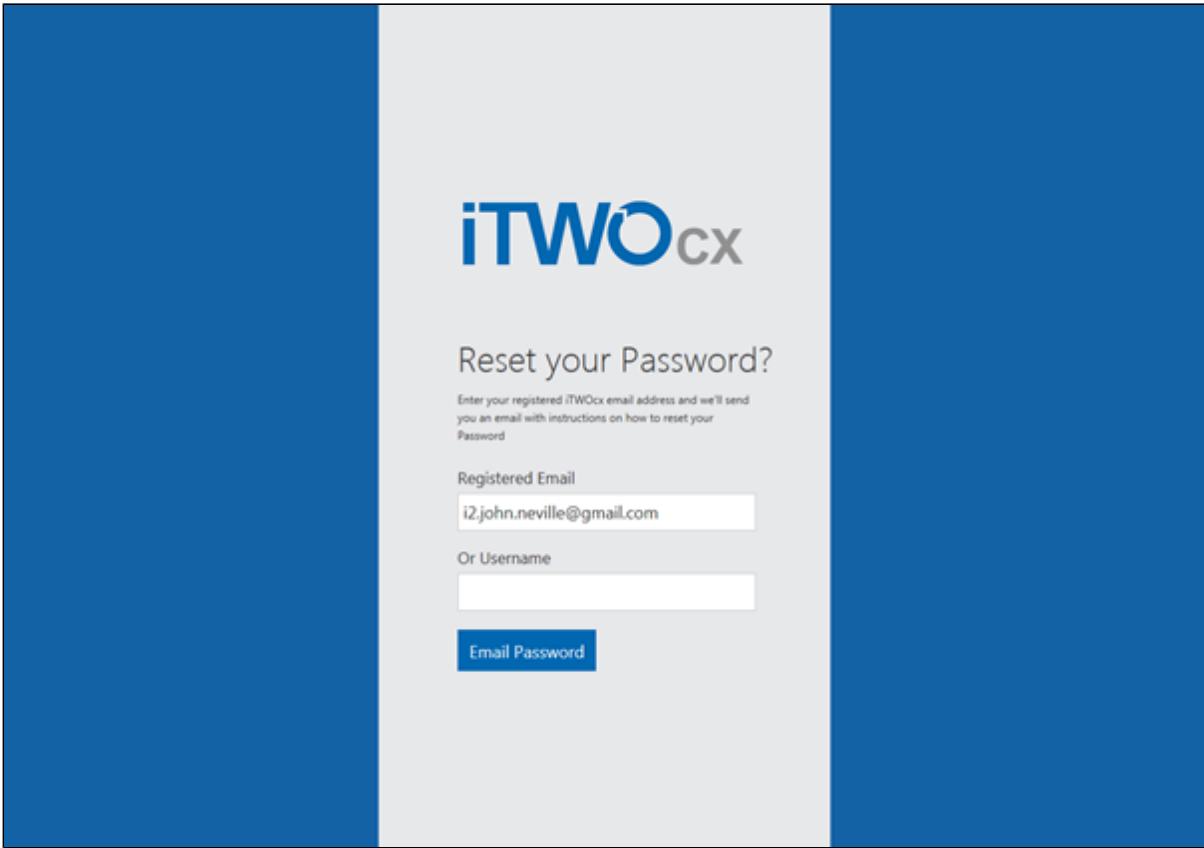 iTWOcx
Reset your Password?
Enter your registered iTWOcx email address and we'll send
you an email with instructions on how to reset your
Password
Registered Email
i2.john.neville@gmail.com
Or Username
Email Password